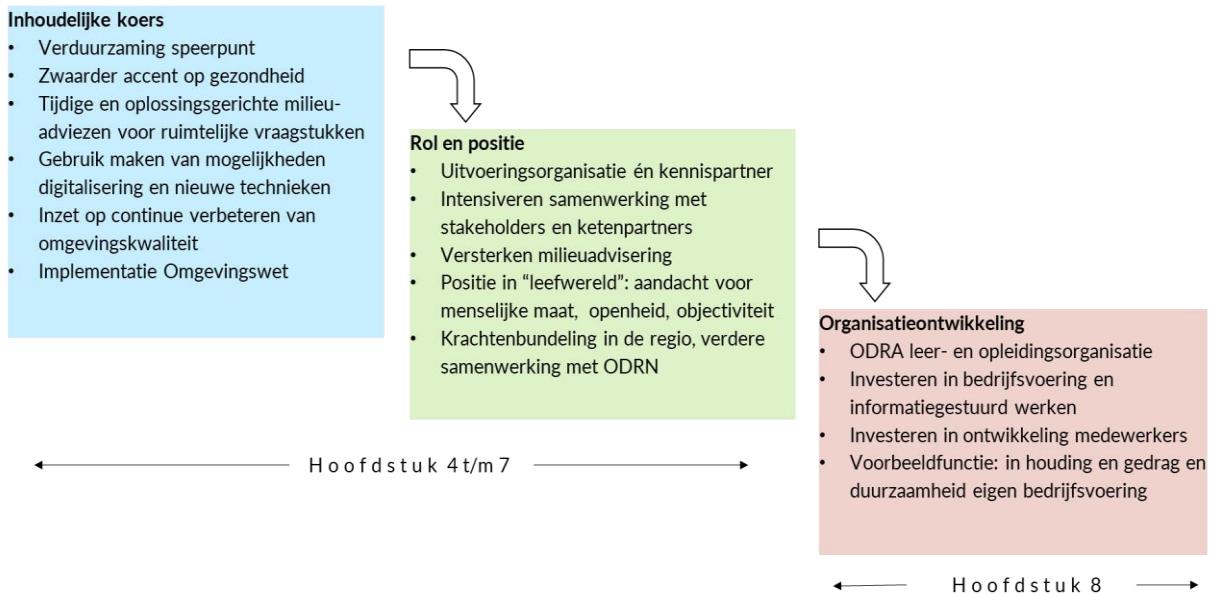 Inhoudelijke koers
• Verduurzaming speerpunt
• Zwaarder accent op gezondheid
• Tijdige en oplossingsgerichte milieu-
adviezen voor ruimtelijke vraagstukken
• Gebruik maken van mogelijkheden
digitalisering en nieuwe technieken
• Inzet op continue verbeteren van
omgevingskwaliteit
• Implementatie Omgevingswet
Rol en positie
• Uitvoeringsorganisatie én kennispartner
• Intensiveren samenwerking met
stakeholders en ketenpartners
• Versterken milieuadvisering
• Positie in “leefwereld”: aandacht voor
menselijke maat, openheid, objectiviteit
• Krachtenbundeling in de regio, verdere
samenwerking met ODRN
Organisatieontwikkeling
• ODRA leer- en opleidingsorganisatie
• Investeren in bedrijfsvoering en
informatiegestuurd werken
• Investeren in ontwikkeling medewerkers
• Voorbeeldfunctie: in houding en gedrag en
duurzaamheid eigen bedrijfsvoering
Hoofdstuk 4 t/m 7
Hoofdstuk 8